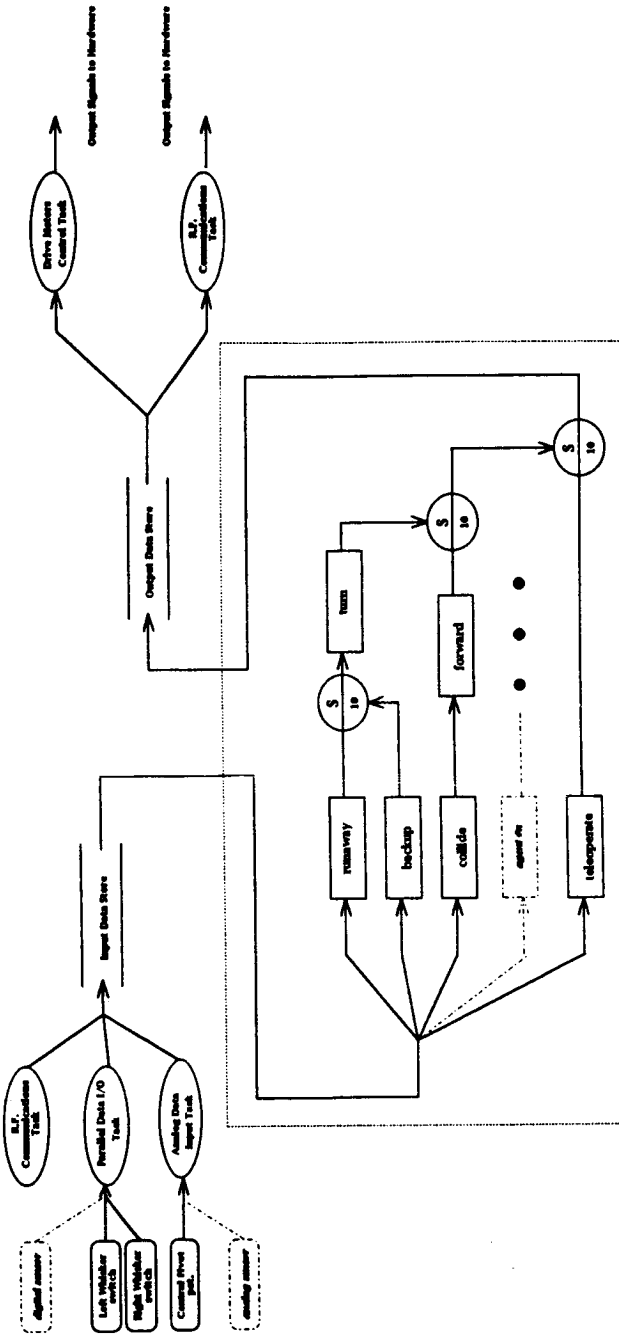 digital sensor
Left Whisker
switch
Right Whisker
switch
Central Pivot
pot.
analog sensor
R.F.
Communications
Task
Parallel Data I/O
Task
Analog Data
Input Task
Input Data Store
Output Data Store
Drive Motors
Control Task
R.F.
Communications
Task
Output Signals to Hardware
Output Signals to Hardware
runaway
backup
collide
teleoperate
S
10
turn
forward
S
10
S
10